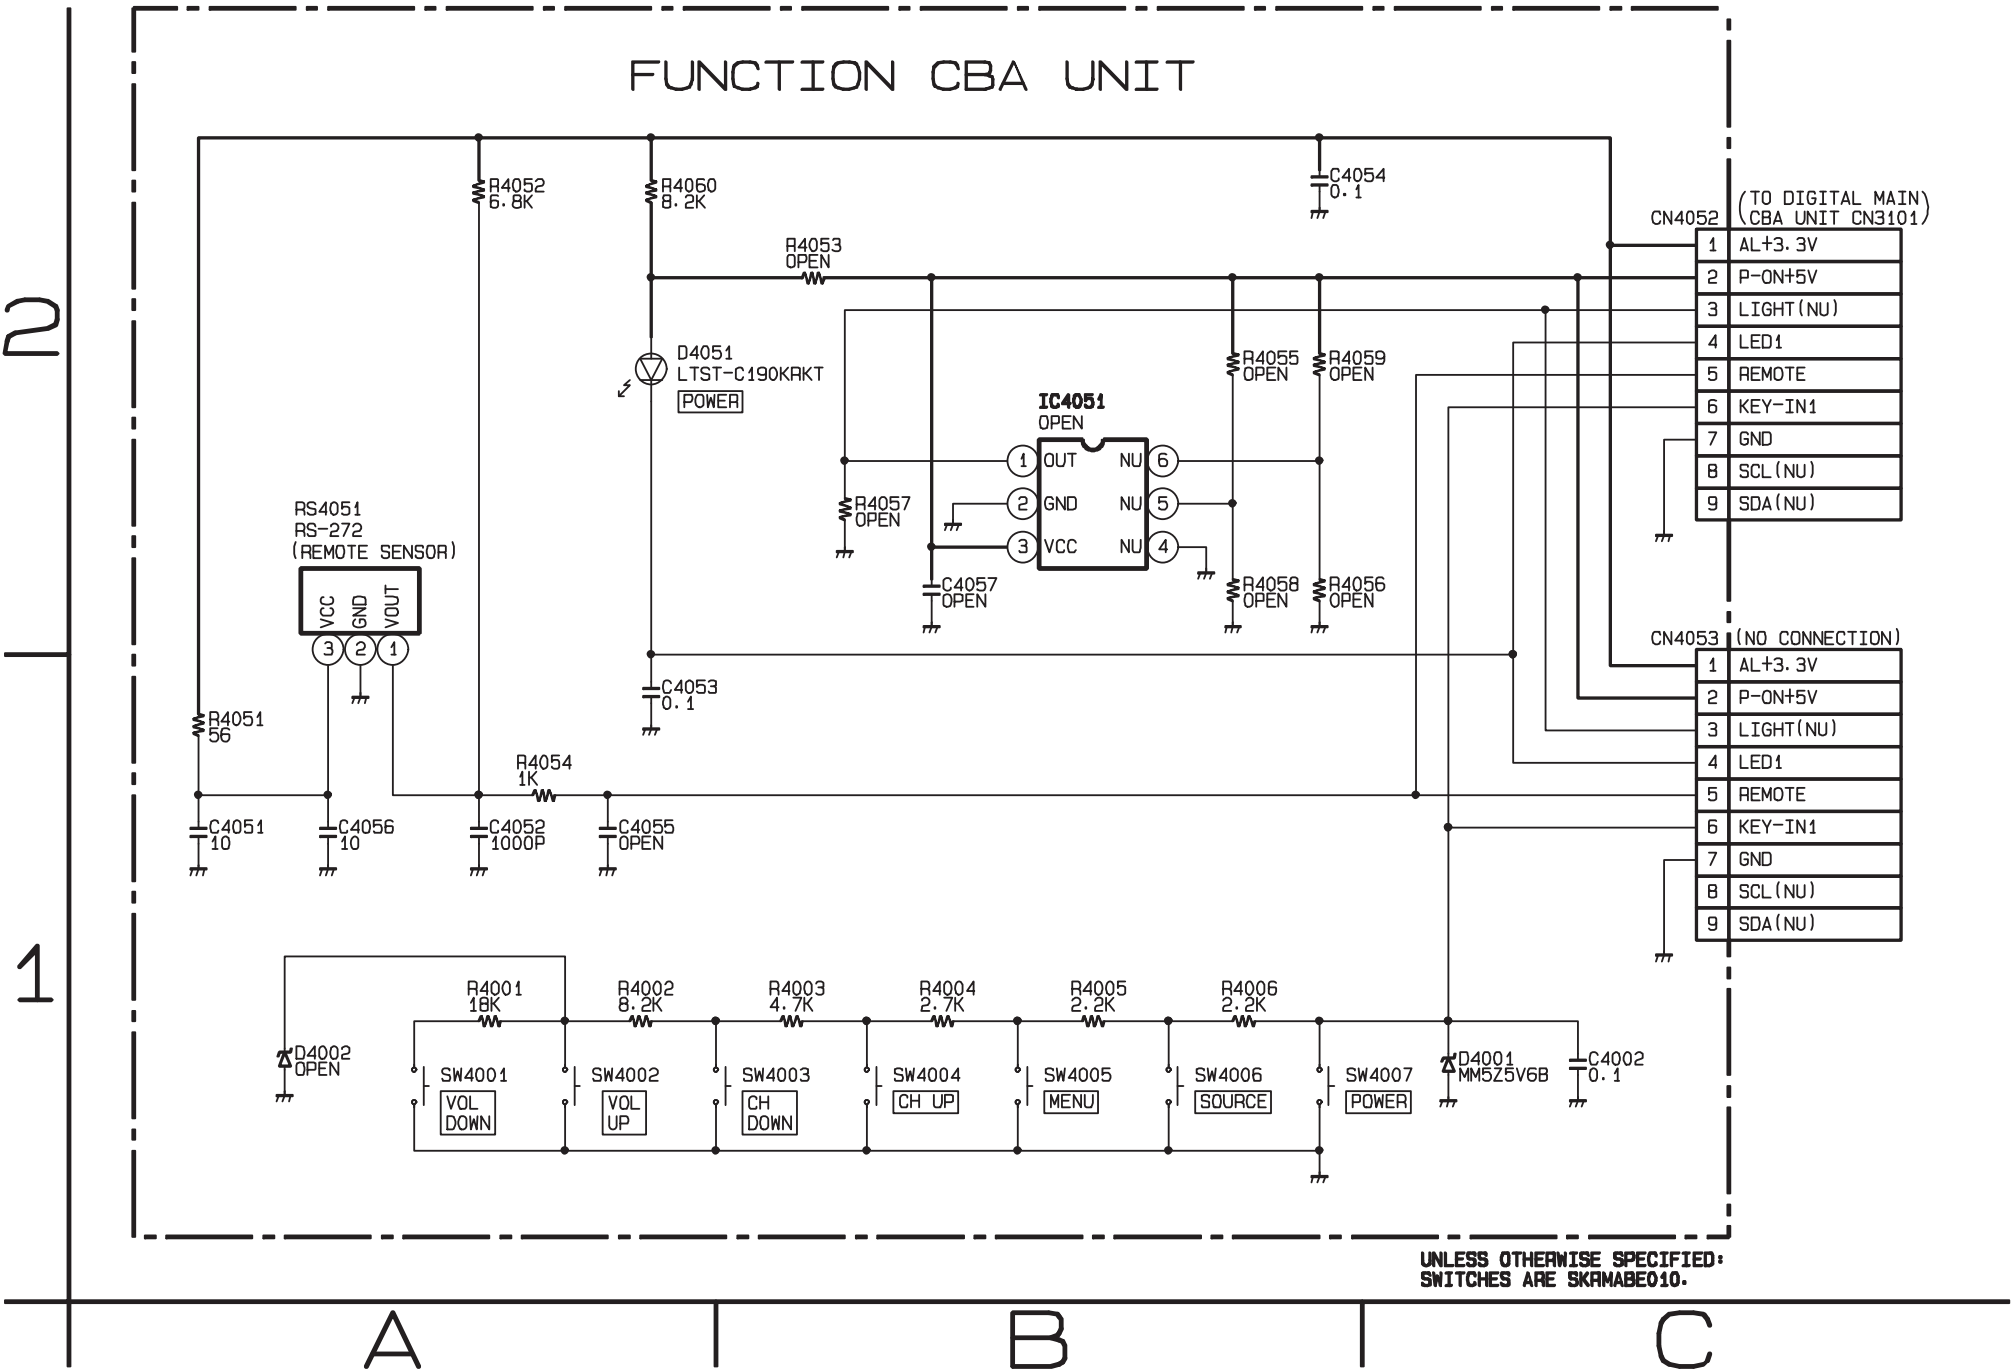 FUNCTION CBA UNIT
R4052
6.8K
R4060
8.2K
C4054
0.1
R4053
OPEN
CN4052
(TO DIGITAL MAIN
CBA UNIT CN3101)
1 AL+3.3V
2 P-ON+5V
3 LIGHT(NU)
4 LED1
5 REMOTE
6 KEY-IN1
7 GND
8 SCL(NU)
9 SDA(NU)
2
D4051
LTST-C190KRKT
POWER
R4055
OPEN
R4059
OPEN
IC4051
OPEN
1 OUT NU 6
2 GND NU 5
3 VCC NU 4
R4057
OPEN
C4057
OPEN
R4058
OPEN
R4056
OPEN
RS4051
RS-272
(REMOTE SENSOR)
VCC GND VOUT
3 2 1
CN4053 (NO CONNECTION)
1 AL+3.3V
2 P-ON+5V
3 LIGHT(NU)
4 LED1
5 REMOTE
6 KEY-IN1
7 GND
8 SCL(NU)
9 SDA(NU)
C4053
0.1
R4051
56
R4054
1K
C4051
10
C4056
10
C4052
1000P
C4055
OPEN
1
R4001
18K
R4002
8.2K
R4003
4.7K
R4004
2.7K
R4005
2.2K
R4006
2.2K
D4002
OPEN
SW4001
VOL
DOWN
SW4002
VOL
UP
SW4003
CH
DOWN
SW4004
CH UP
SW4005
MENU
SW4006
SOURCE
SW4007
POWER
D4001
MM5Z5V6B
C4002
0.1
UNLESS OTHERWISE SPECIFIED:
SWITCHES ARE SKRMABE010.
A B C